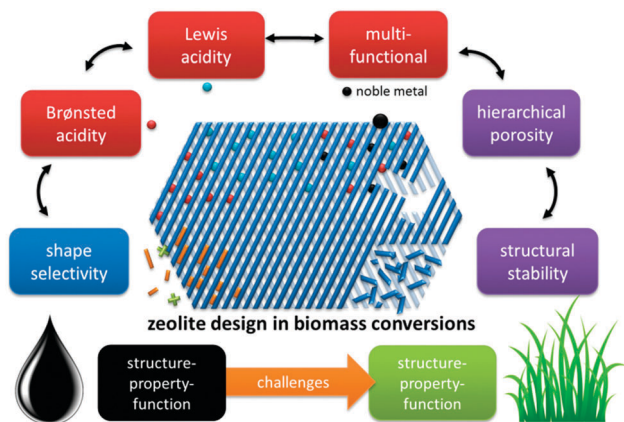 Lewis
acidity
multi-
functional
noble metal
Brønsted
acidity
hierarchical
porosity
shape
selectivity
structural
stability
zeolite design in biomass conversions
structure-
property-
function
challenges
structure-
property-
function